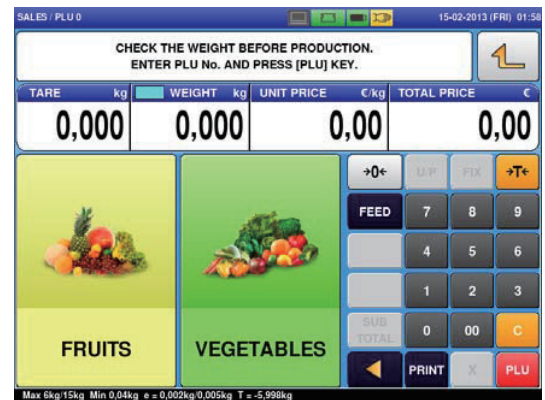 SALES / PLU 0
15-02-2013 (FRI) 01:58
CHECK THE WEIGHT BEFORE PRODUCTION.
ENTER PLU No. AND PRESS [PLU] KEY.
TARE kg WEIGHT kg UNIT PRICE €/kg TOTAL PRICE €
0,000 0,000 0,00 0,00
→0← U/P FIX →T←
FEED 7 8 9
4 5 6
1 2 3
SUB TOTAL 0 00 C
PRINT X PLU
FRUITS VEGETABLES
Max 6kg/15kg Min 0,04kg e = 0,002kg/0,005kg T = -5,998kg